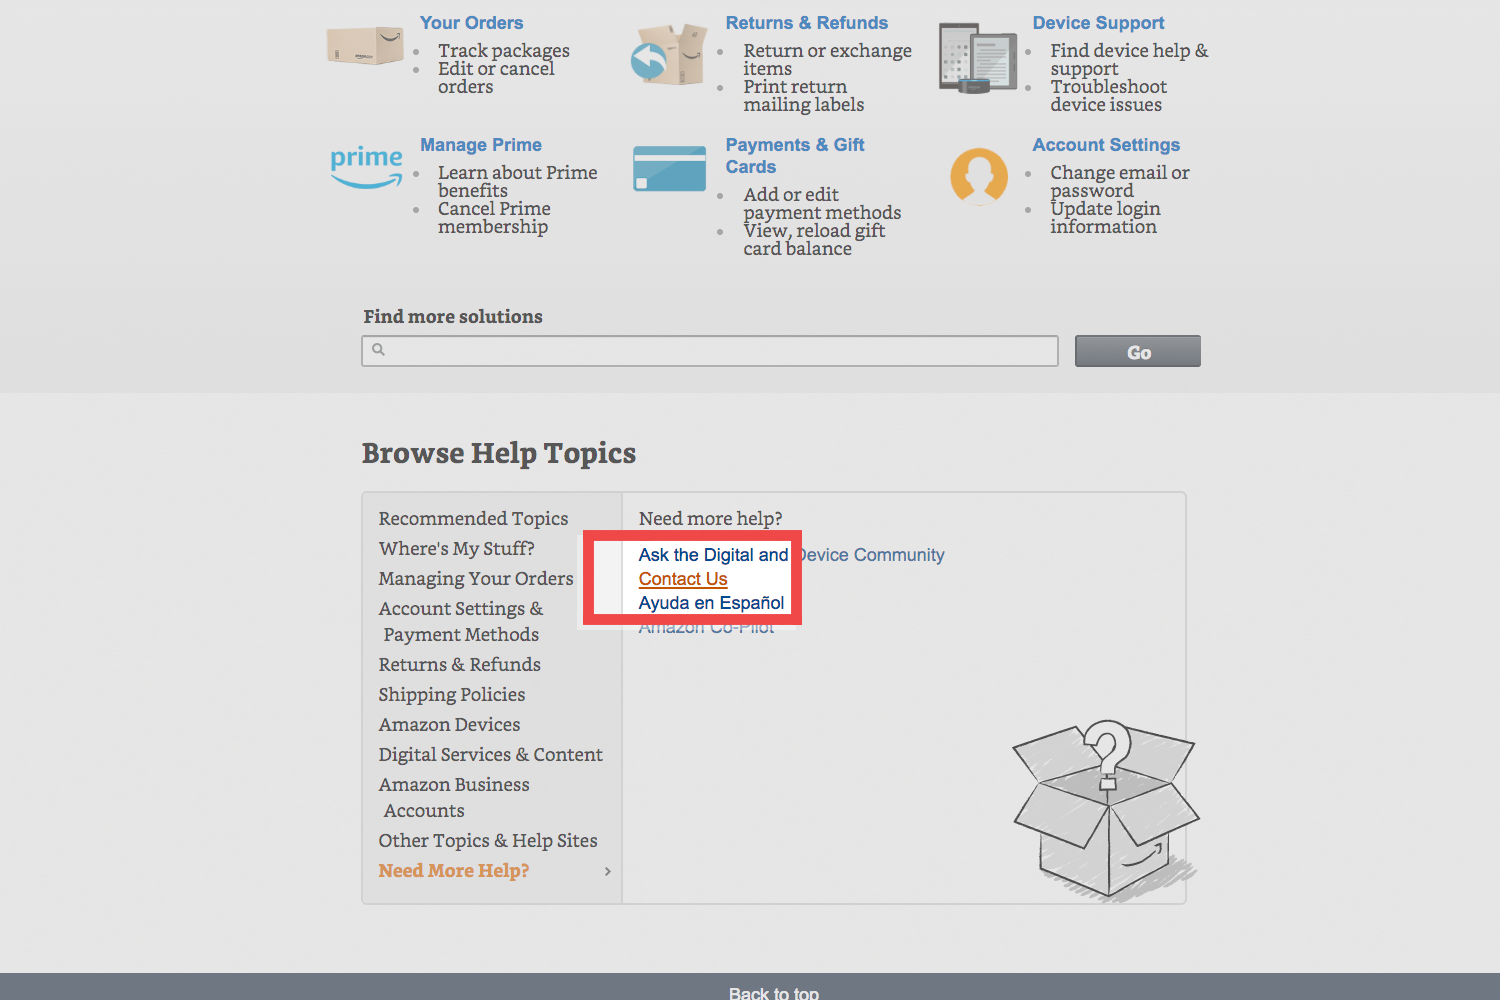 Your Orders
Track packages
Edit or cancel
orders
Returns & Refunds
Return or exchange
items
Print return
mailing labels
Device Support
Find device help &
support
Troubleshoot
device issues
prime
Manage Prime
Learn about Prime
benefits
Cancel Prime
membership
Payments & Gift
Cards
Add or edit
payment methods
View, reload gift
card balance
Account Settings
Change email or
password
Update login
information
Find more solutions
Go
Browse Help Topics
Recommended Topics
Where's My Stuff?
Managing Your Orders
Account Settings &
Payment Methods
Returns & Refunds
Shipping Policies
Amazon Devices
Digital Services & Content
Amazon Business
Accounts
Other Topics & Help Sites
Need More Help?
Need more help?
Ask the Digital and Device Community
Contact Us
Ayuda en Español
Amazon Co-Pilot
Back to top